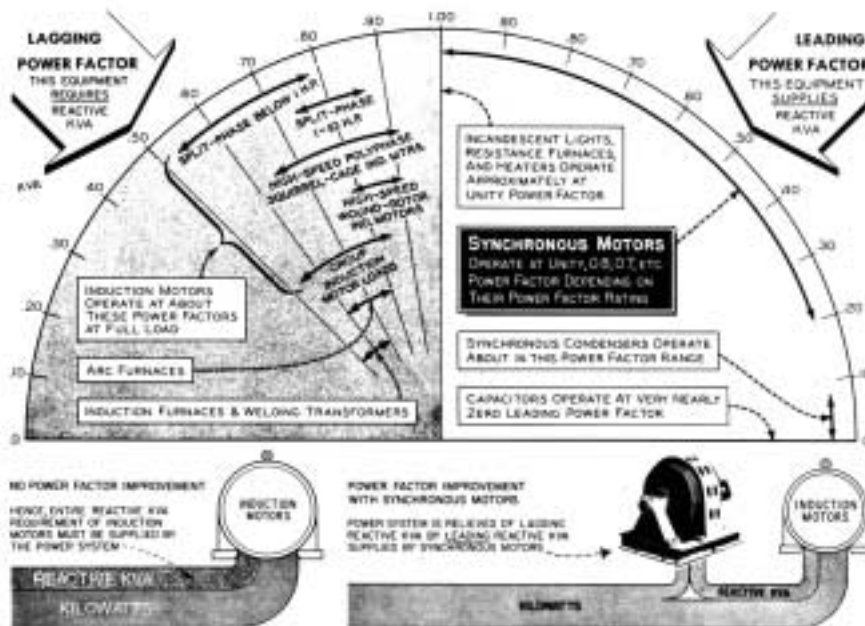 LAGGING
POWER FACTOR
THIS EQUIPMENT
REQUIRES
REACTIVE
KVA
LEADING
POWER FACTOR
THIS EQUIPMENT
SUPPLIES
REACTIVE
KVA
.0
.10
.20
.30
.40
.50
.60
.70
.80
.90
1.00
SPLIT-PHASE BELOW 1 H.P.
SPLIT-PHASE
HIGH-SPEED POLYPHASE
SQUIRREL-CAGE IND. MTRS.
HIGH-SPEED
WOUND-ROTOR
IND. MOTORS
GROUP
INDUCTION
MOTOR LOADS
INDUCTION MOTORS
OPERATE AT ABOUT
THESE POWER FACTORS
AT FULL LOAD
ARC FURNACES
INDUCTION FURNACES & WELDING TRANSFORMERS
INCANDESCENT LIGHTS,
RESISTANCE FURNACES,
AND HEATERS OPERATE
APPROXIMATELY AT
UNITY POWER FACTOR
SYNCHRONOUS MOTORS
OPERATE AT UNITY, 0.8, 0.7, ETC
POWER FACTOR DEPENDING ON
THEIR POWER FACTOR RATING
SYNCHRONOUS CONDENSERS OPERATE
ABOUT IN THIS POWER FACTOR RANGE
CAPACITORS OPERATE AT VERY NEARLY
ZERO LEADING POWER FACTOR
NO POWER FACTOR IMPROVEMENT
HENCE, ENTIRE REACTIVE KVA
REQUIREMENT OF INDUCTION
MOTORS MUST BE SUPPLIED BY
THE POWER SYSTEM
INDUCTION
MOTORS
REACTIVE KVA
KILOWATTS
POWER FACTOR IMPROVEMENT
WITH SYNCHRONOUS MOTORS
POWER SYSTEM IS RELIEVED OF LAGGING
REACTIVE KVA BY LEADING REACTIVE KVA
SUPPLIED BY SYNCHRONOUS MOTORS
INDUCTION
MOTORS
KILOWATTS
REACTIVE KVA